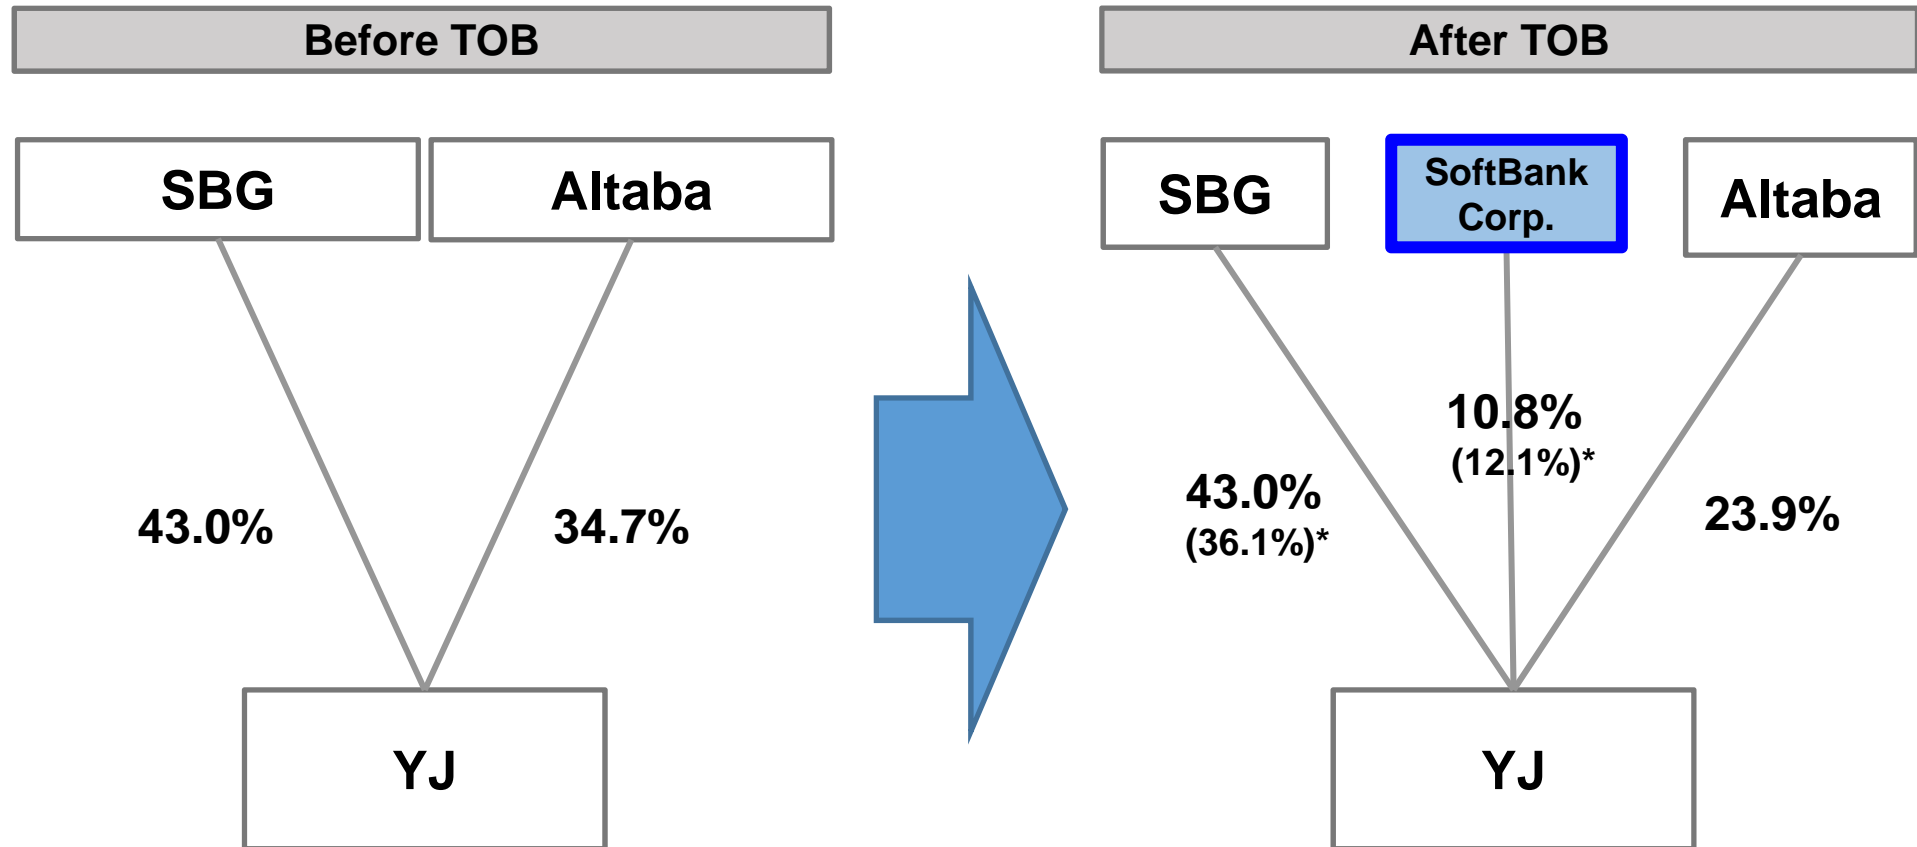 Before TOB
SBG
Altaba
43.0%
34.7%
YJ
After TOB
SBG
SoftBank
Corp.
Altaba
10.8%
(12.1%)*
43.0%
(36.1%)*
23.9%
YJ